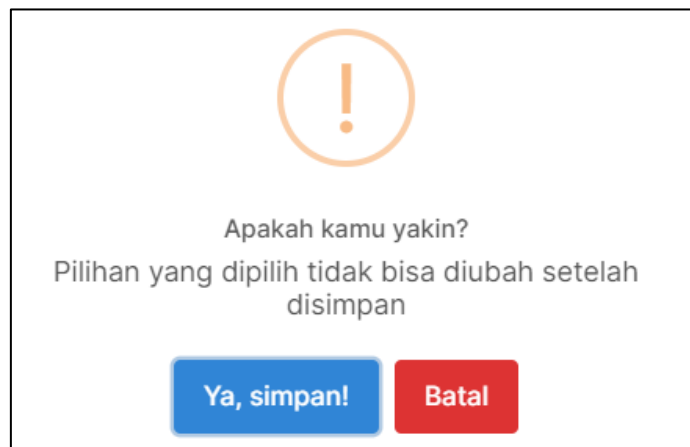 Apakah kamu yakin?
Pilihan yang dipilih tidak bisa diubah setelah
disimpan
Ya, simpan!
Batal